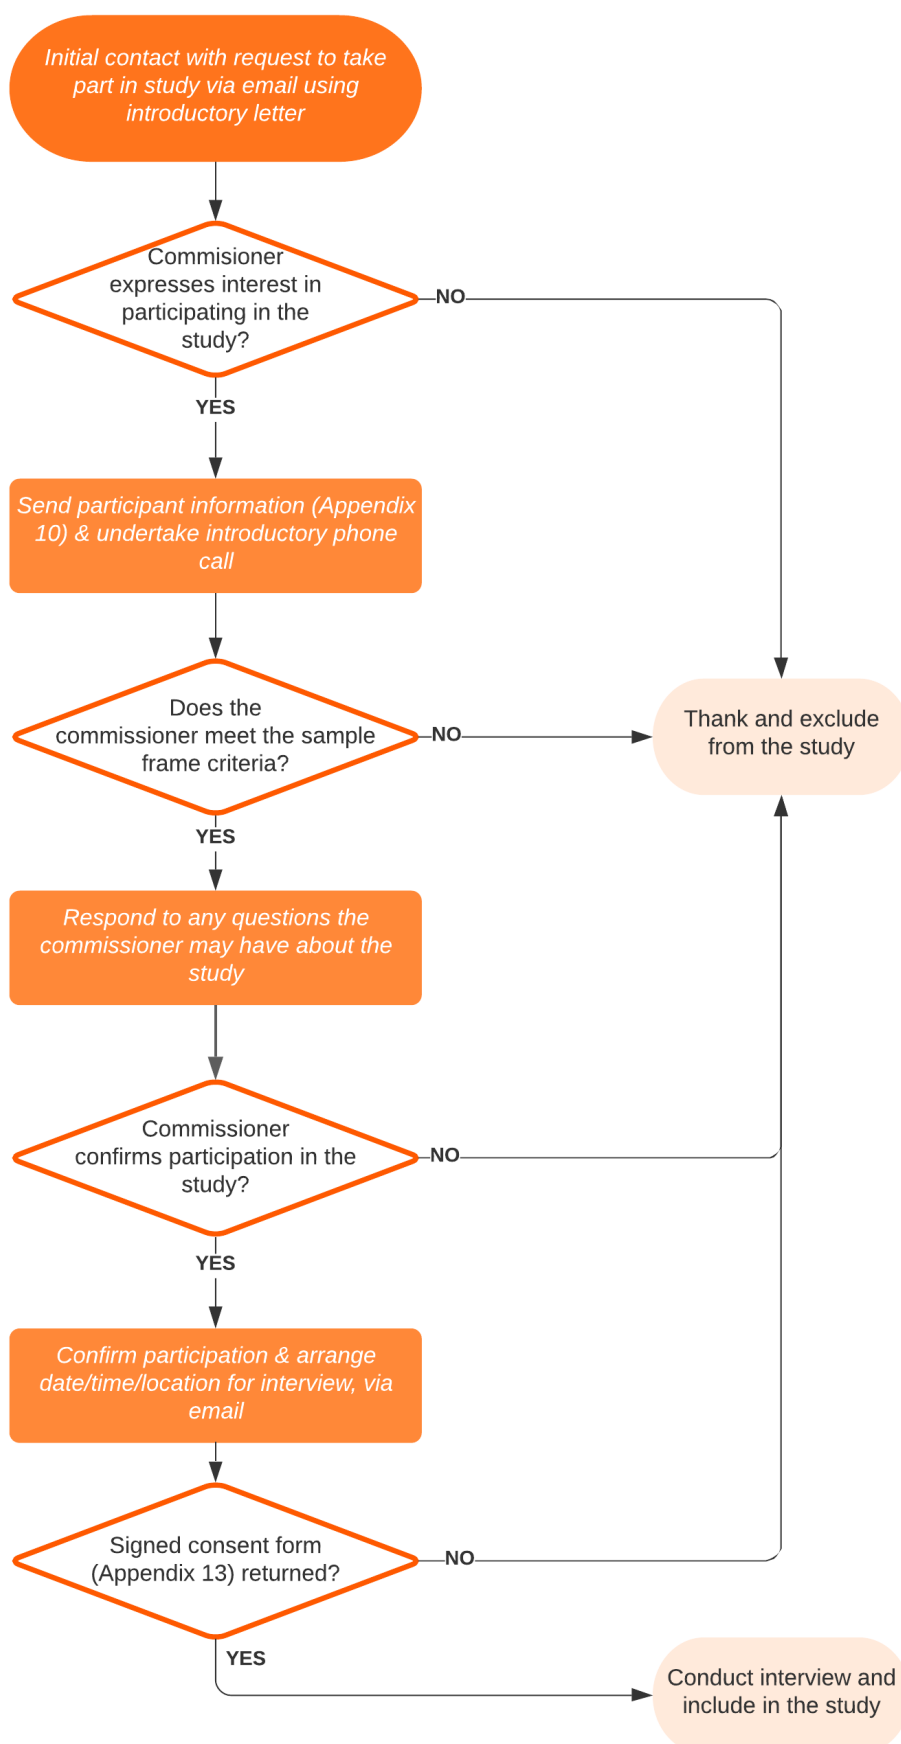 Initial contact with request to take
part in study via email using
introductory letter
Commisioner
expresses interest in
participating in the
study?
NO
YES
Send participant information (Appendix
10) & undertake introductory phone
call
Does the
commissioner meet the sample
frame criteria?
NO
Thank and exclude
from the study
YES
Respond to any questions the
commissioner may have about the
study
Commissioner
confirms participation in the
study?
NO
YES
Confirm participation & arrange
date/time/location for interview, via
email
Signed consent form
(Appendix 13) returned?
NO
YES
Conduct interview and
include in the study